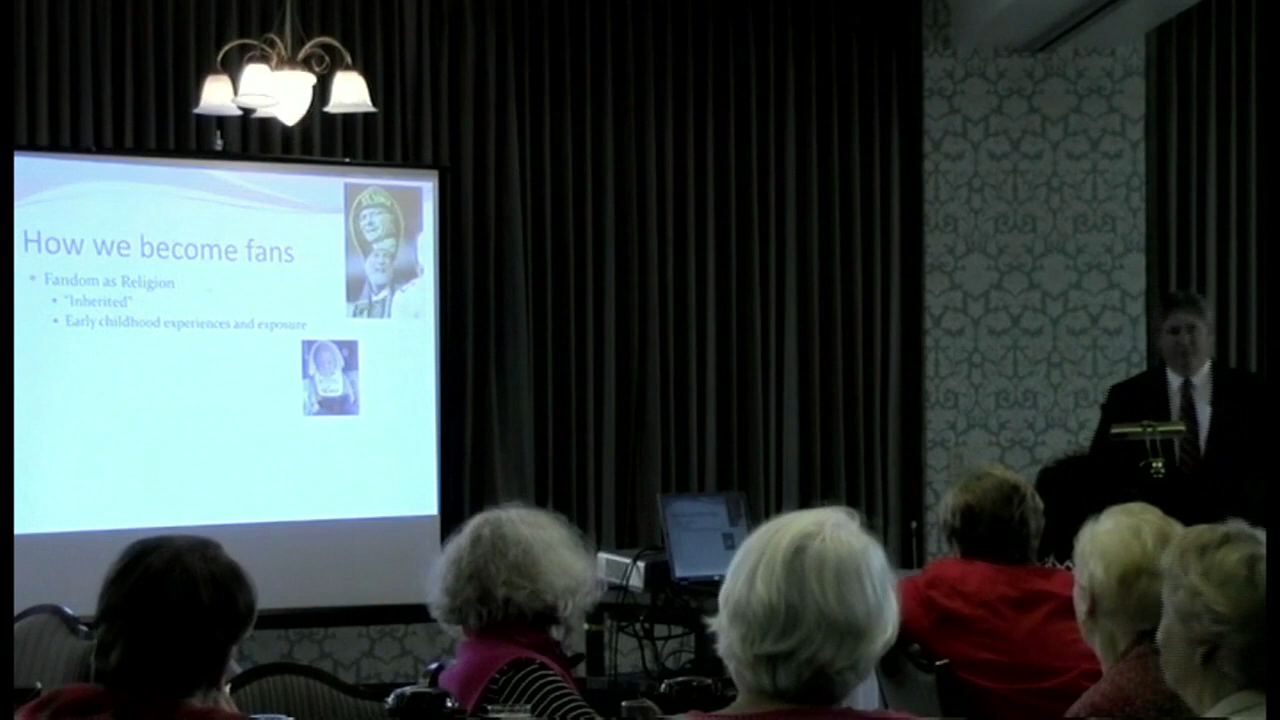 How we become fans
• Fandom as Religion
• "Inherited"
• Early childhood experiences and exposure